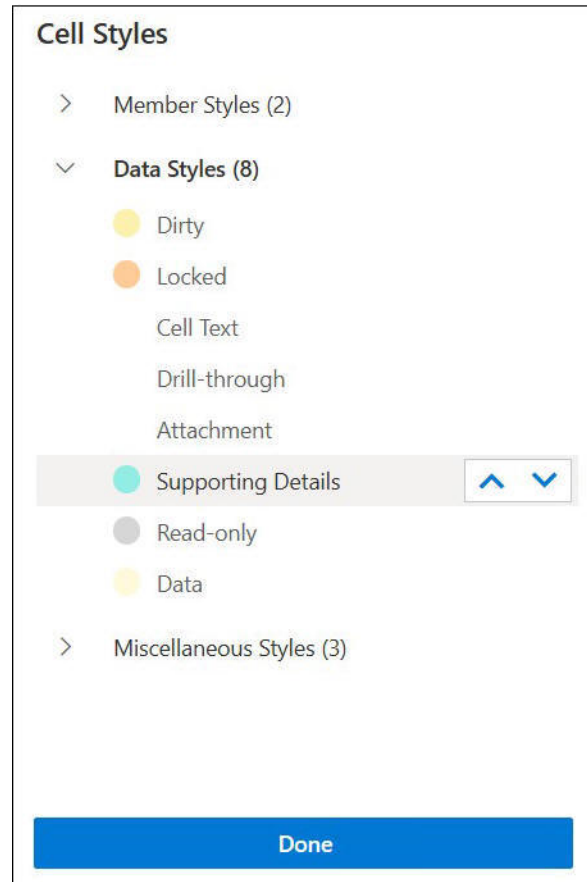 Cell Styles
Member Styles (2)
Data Styles (8)
Dirty
Locked
Cell Text
Drill-through
Attachment
Supporting Details
Read-only
Data
Miscellaneous Styles (3)
Done